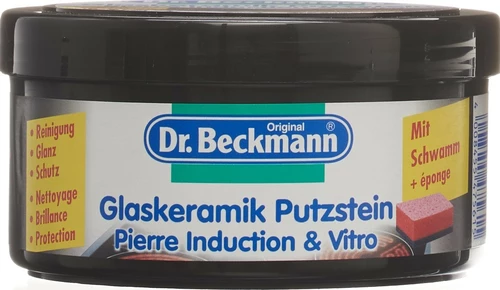 • Reinigung
• Glanz
• Schutz
• Nettoyage
• Brillance
• Protection
Original
Dr. Beckmann®
Glaskeramik Putzstein
Pierre Induction & Vitro
Mit
Schwamm
+ éponge